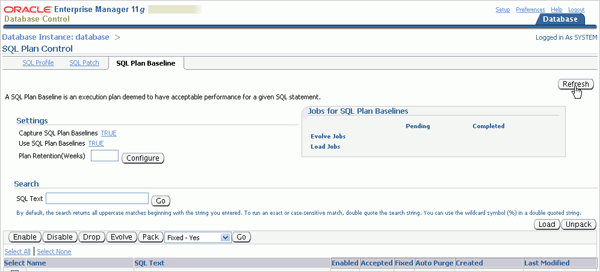 ORACLE Enterprise Manager 11g
Database Control
Setup Preferences Help Logout
Database
Database Instance: database >
Logged in As SYSTEM
SQL Plan Control
SQL Profile SQL Patch SQL Plan Baseline
Refresh
A SQL Plan Baseline is an execution plan deemed to have acceptable performance for a given SQL statement.
Settings
Capture SQL Plan Baselines TRUE
Use SQL Plan Baselines TRUE
Plan Retention(Weeks) Configure
Jobs for SQL Plan Baselines
Pending Completed
Evolve Jobs
Load Jobs
Search
SQL Text Go
By default, the search returns all uppercase matches beginning with the string you entered. To run an exact or case-sensitive match, double quote the search string. You can use the wildcard symbol (%) in a double quoted string.
Load Unpack
Enable Disable Drop Evolve Pack Fixed - Yes Go
Select All | Select None
Select Name SQL Text Enabled Accepted Fixed Auto Purge Created Last Modified